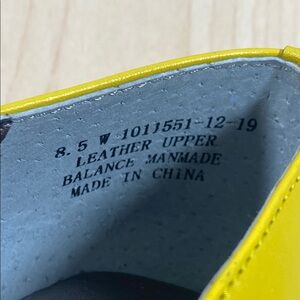 8.5 W 1011551-12-19
LEATHER UPPER
BALANCE MANMADE
MADE IN CHINA